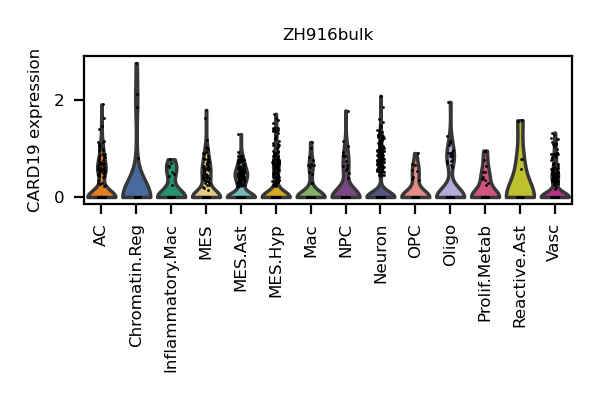 ZH916bulk
CARD19 expression
2
0
AC
Chromatin.Reg
Inflammatory.Mac
MES
MES.Ast
MES.Hyp
Mac
NPC
Neuron
OPC
Oligo
Prolif.Metab
Reactive.Ast
Vasc